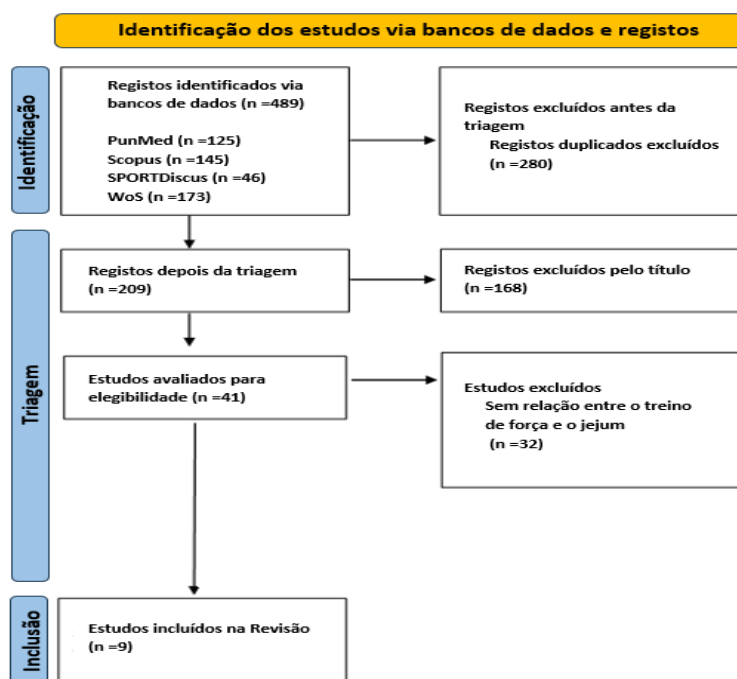 Identificação dos estudos via bancos de dados e registos
Identificação
Registos identificados via
bancos de dados (n =489)
PunMed (n =125)
Scopus (n =145)
SPORTDiscus (n =46)
WoS (n =173)
Registos excluídos antes da
triagem
Registos duplicados excluídos
(n =280)
Triagem
Registos depois da triagem
(n =209)
Registos excluídos pelo título
(n =168)
Estudos avaliados para
elegibilidade (n =41)
Estudos excluídos
Sem relação entre o treino
de força e o jejum
(n =32)
Inclusão
Estudos incluídos na Revisão
(n =9)